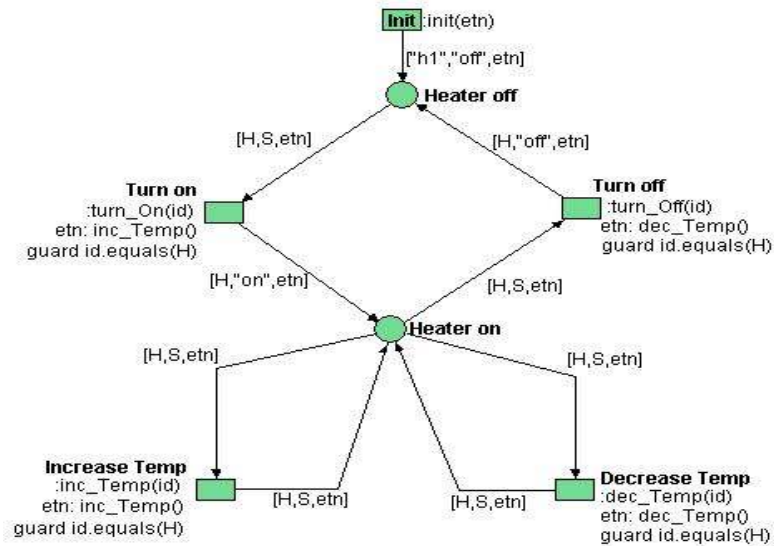 Init :init(etn)
["h1","off",etn]
Heater off
[H,S,etn]
[H,"off",etn]
Turn on
:turn_On(id)
etn: inc_Temp()
guard id.equals(H)
Turn off
:turn_Off(id)
etn: dec_Temp()
guard id.equals(H)
[H,"on",etn]
[H,S,etn]
Heater on
[H,S,etn]
[H,S,etn]
Increase Temp
:inc_Temp(id)
etn: inc_Temp()
guard id.equals(H)
[H,S,etn]
[H,S,etn]
Decrease Temp
:dec_Temp(id)
etn: dec_Temp()
guard id.equals(H)